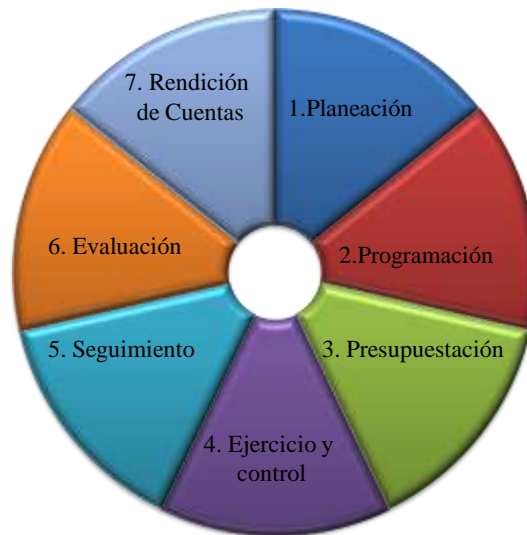 1.Planeación
2.Programación
3. Presupuestación
4. Ejercicio y
control
5. Seguimiento
6. Evaluación
7. Rendición
de Cuentas